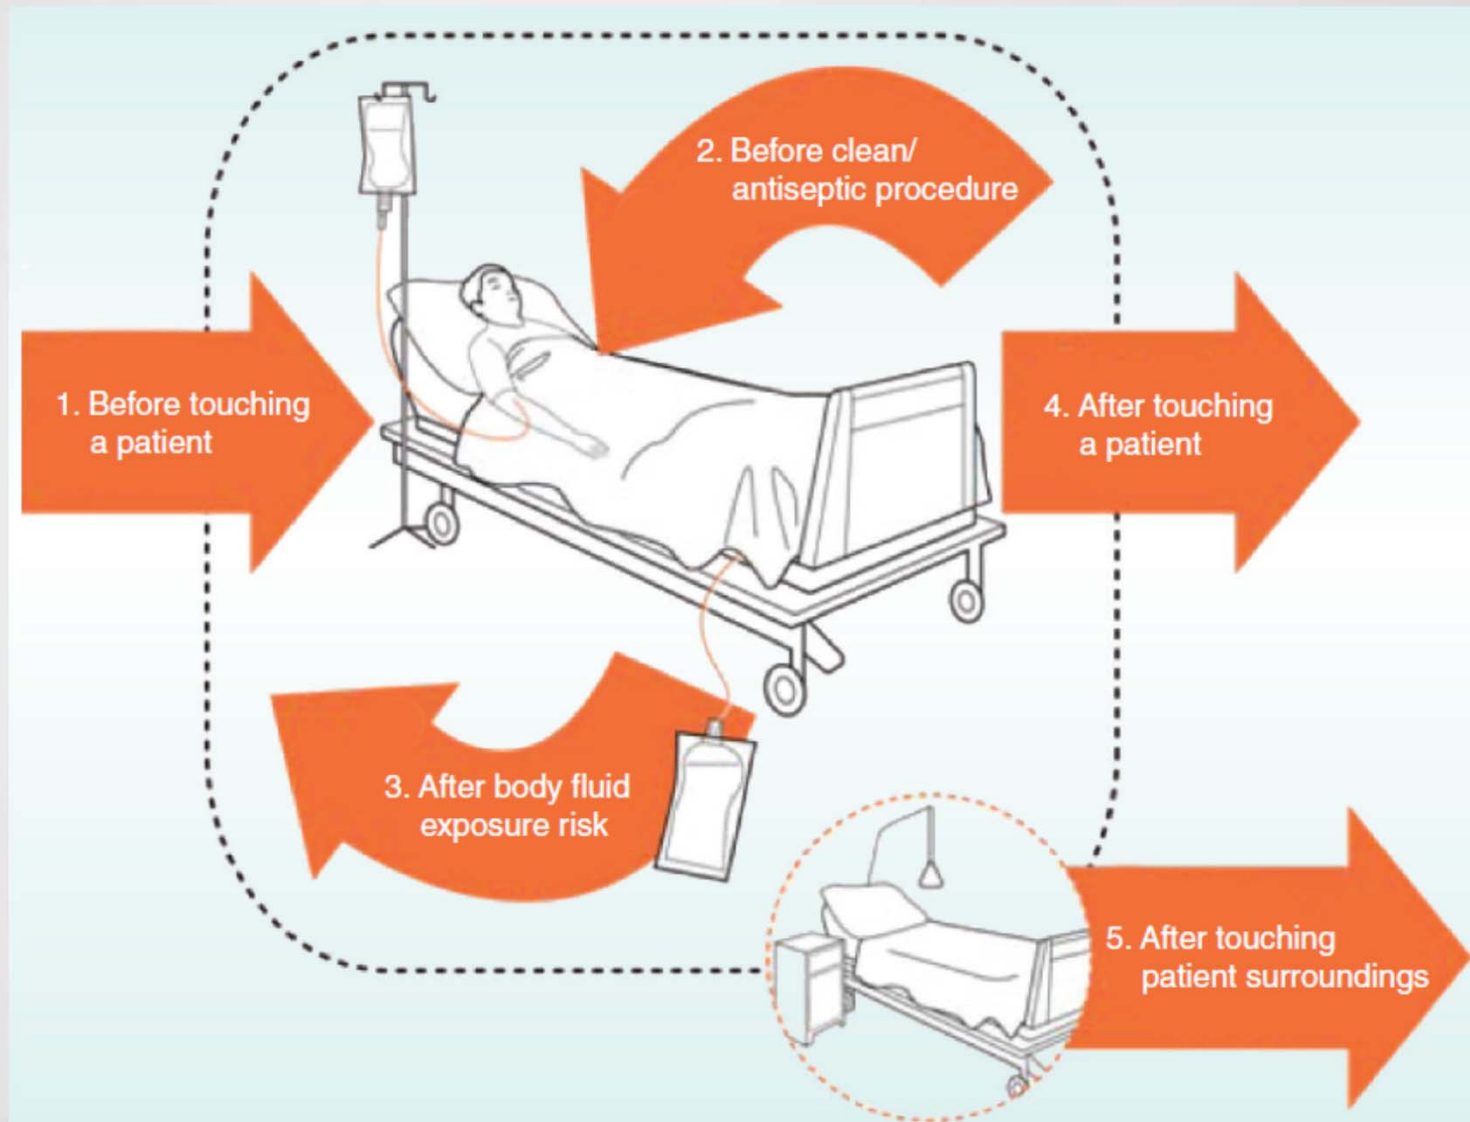 1. Before touching
a patient
2. Before clean/
antiseptic procedure
3. After body fluid
exposure risk
4. After touching
a patient
5. After touching
patient surroundings